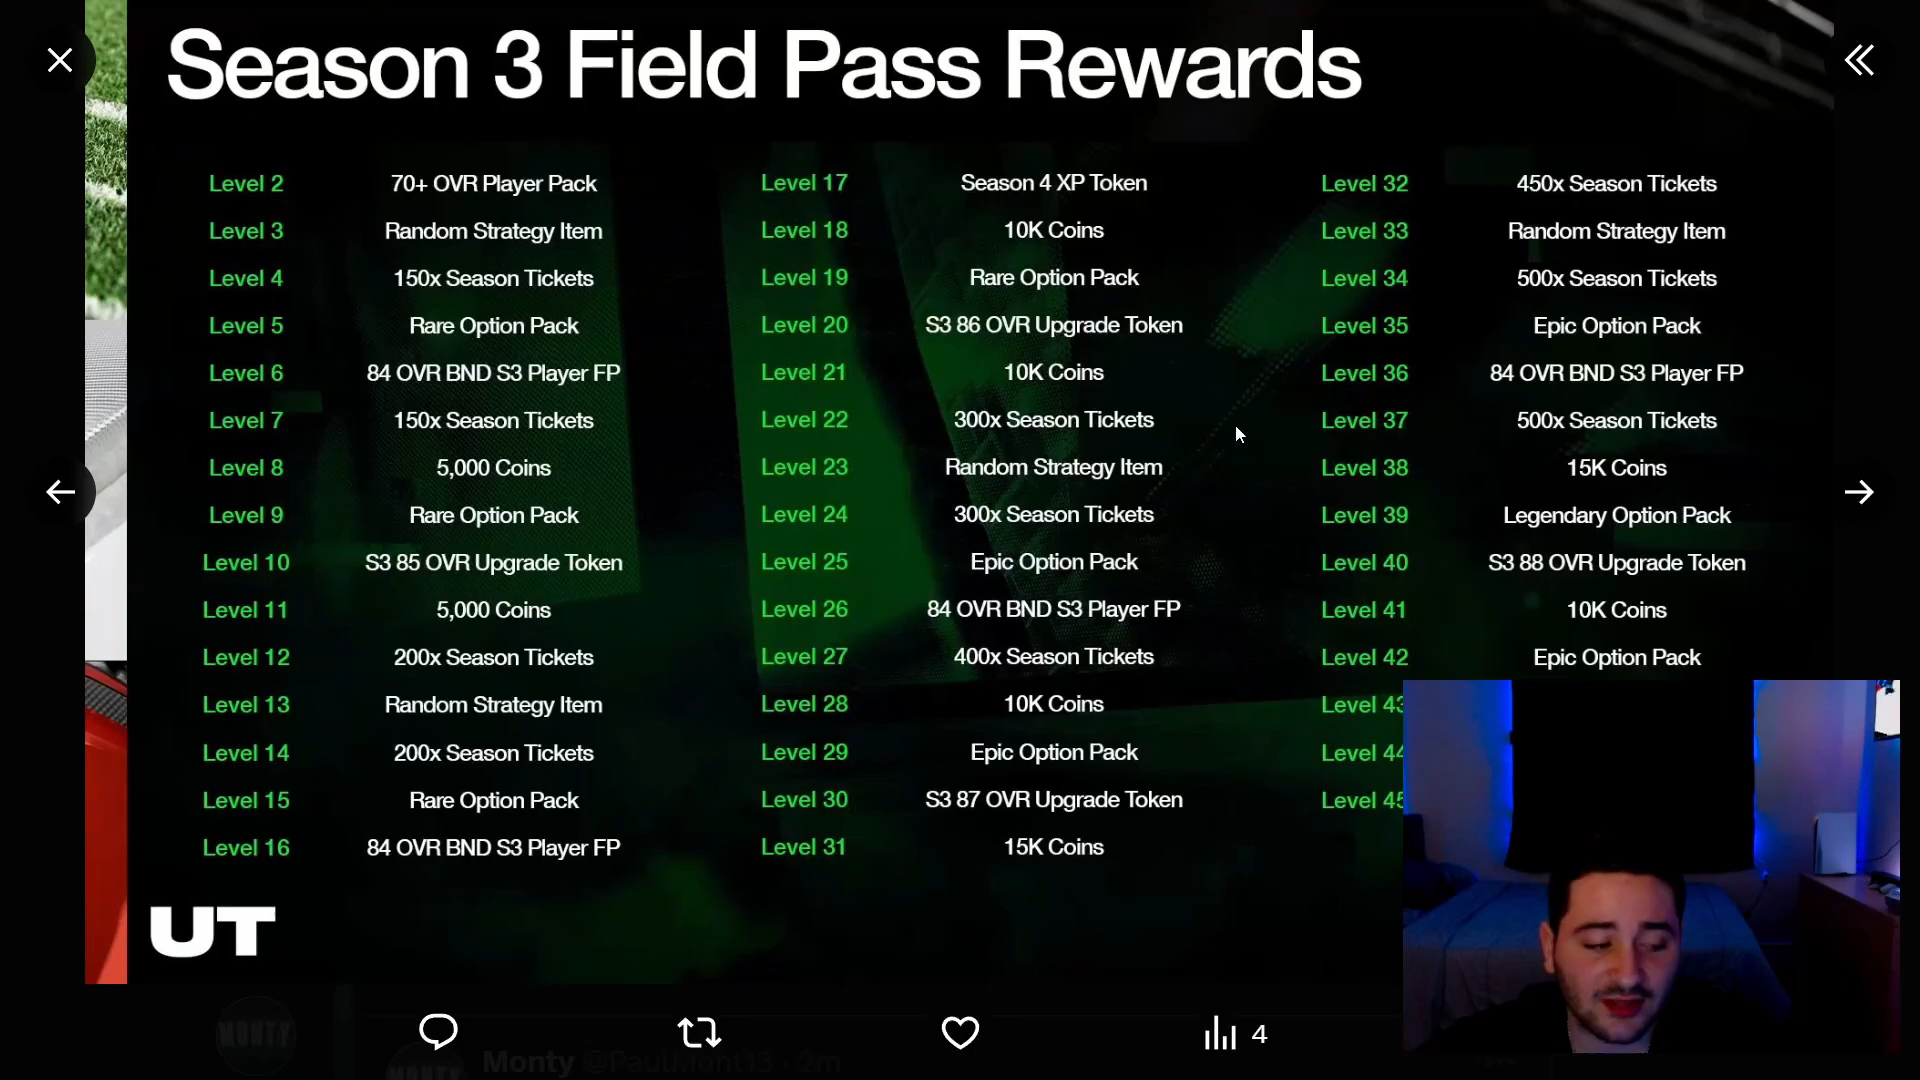 Season 3 Field Pass Rewards
Level 2 70+ OVR Player Pack
Level 3 Random Strategy Item
Level 4 150x Season Tickets
Level 5 Rare Option Pack
Level 6 84 OVR BND S3 Player FP
Level 7 150x Season Tickets
Level 8 5,000 Coins
Level 9 Rare Option Pack
Level 10 S3 85 OVR Upgrade Token
Level 11 5,000 Coins
Level 12 200x Season Tickets
Level 13 Random Strategy Item
Level 14 200x Season Tickets
Level 15 Rare Option Pack
Level 16 84 OVR BND S3 Player FP
Level 17 Season 4 XP Token
Level 18 10K Coins
Level 19 Rare Option Pack
Level 20 S3 86 OVR Upgrade Token
Level 21 10K Coins
Level 22 300x Season Tickets
Level 23 Random Strategy Item
Level 24 300x Season Tickets
Level 25 Epic Option Pack
Level 26 84 OVR BND S3 Player FP
Level 27 400x Season Tickets
Level 28 10K Coins
Level 29 Epic Option Pack
Level 30 S3 87 OVR Upgrade Token
Level 31 15K Coins
Level 32 450x Season Tickets
Level 33 Random Strategy Item
Level 34 500x Season Tickets
Level 35 Epic Option Pack
Level 36 84 OVR BND S3 Player FP
Level 37 500x Season Tickets
Level 38 15K Coins
Level 39 Legendary Option Pack
Level 40 S3 88 OVR Upgrade Token
Level 41 10K Coins
Level 42 Epic Option Pack
Level 43
Level 44
Level 45
UT
4
MONTY
Monty @PaulMont13 · 2m